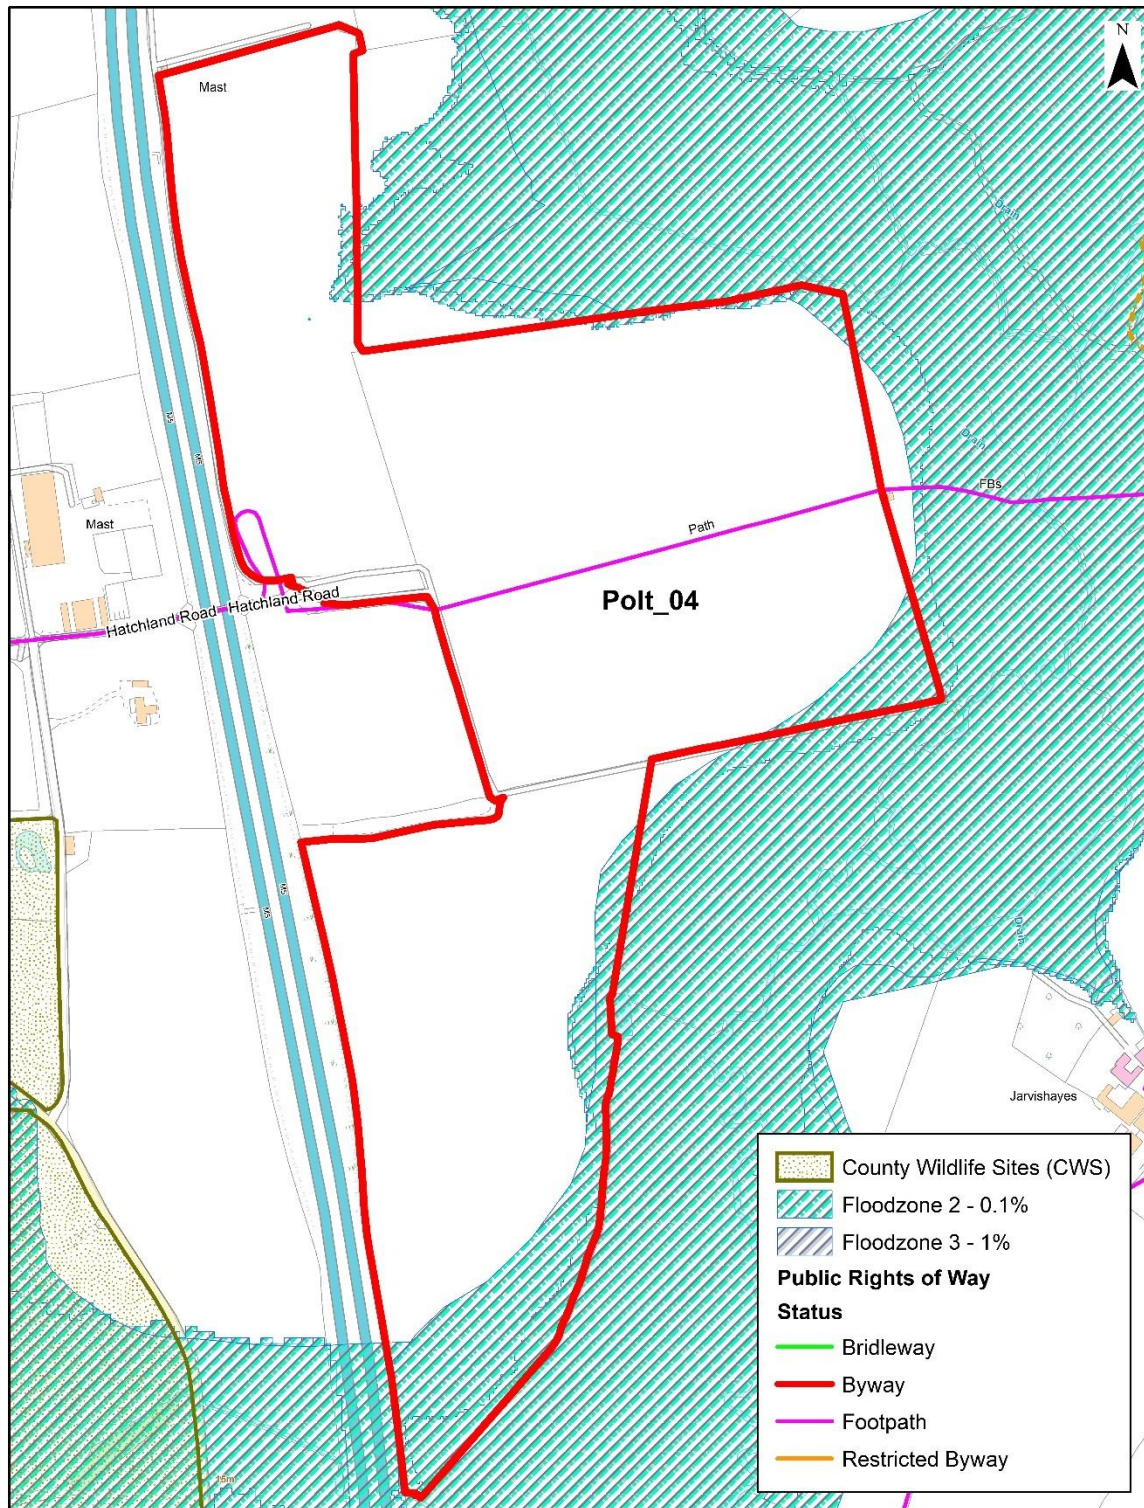 N
Mast
Drain
Drain
M5
M5
FBs
Path
Mast
Hatchland Road
Hatchland Road
Polt_04
M5
M5
Drain
Jarvishayes
15m
County Wildlife Sites (CWS)
Floodzone 2 - 0.1%
Floodzone 3 - 1%
Public Rights of Way
Status
Bridleway
Byway
Footpath
Restricted Byway